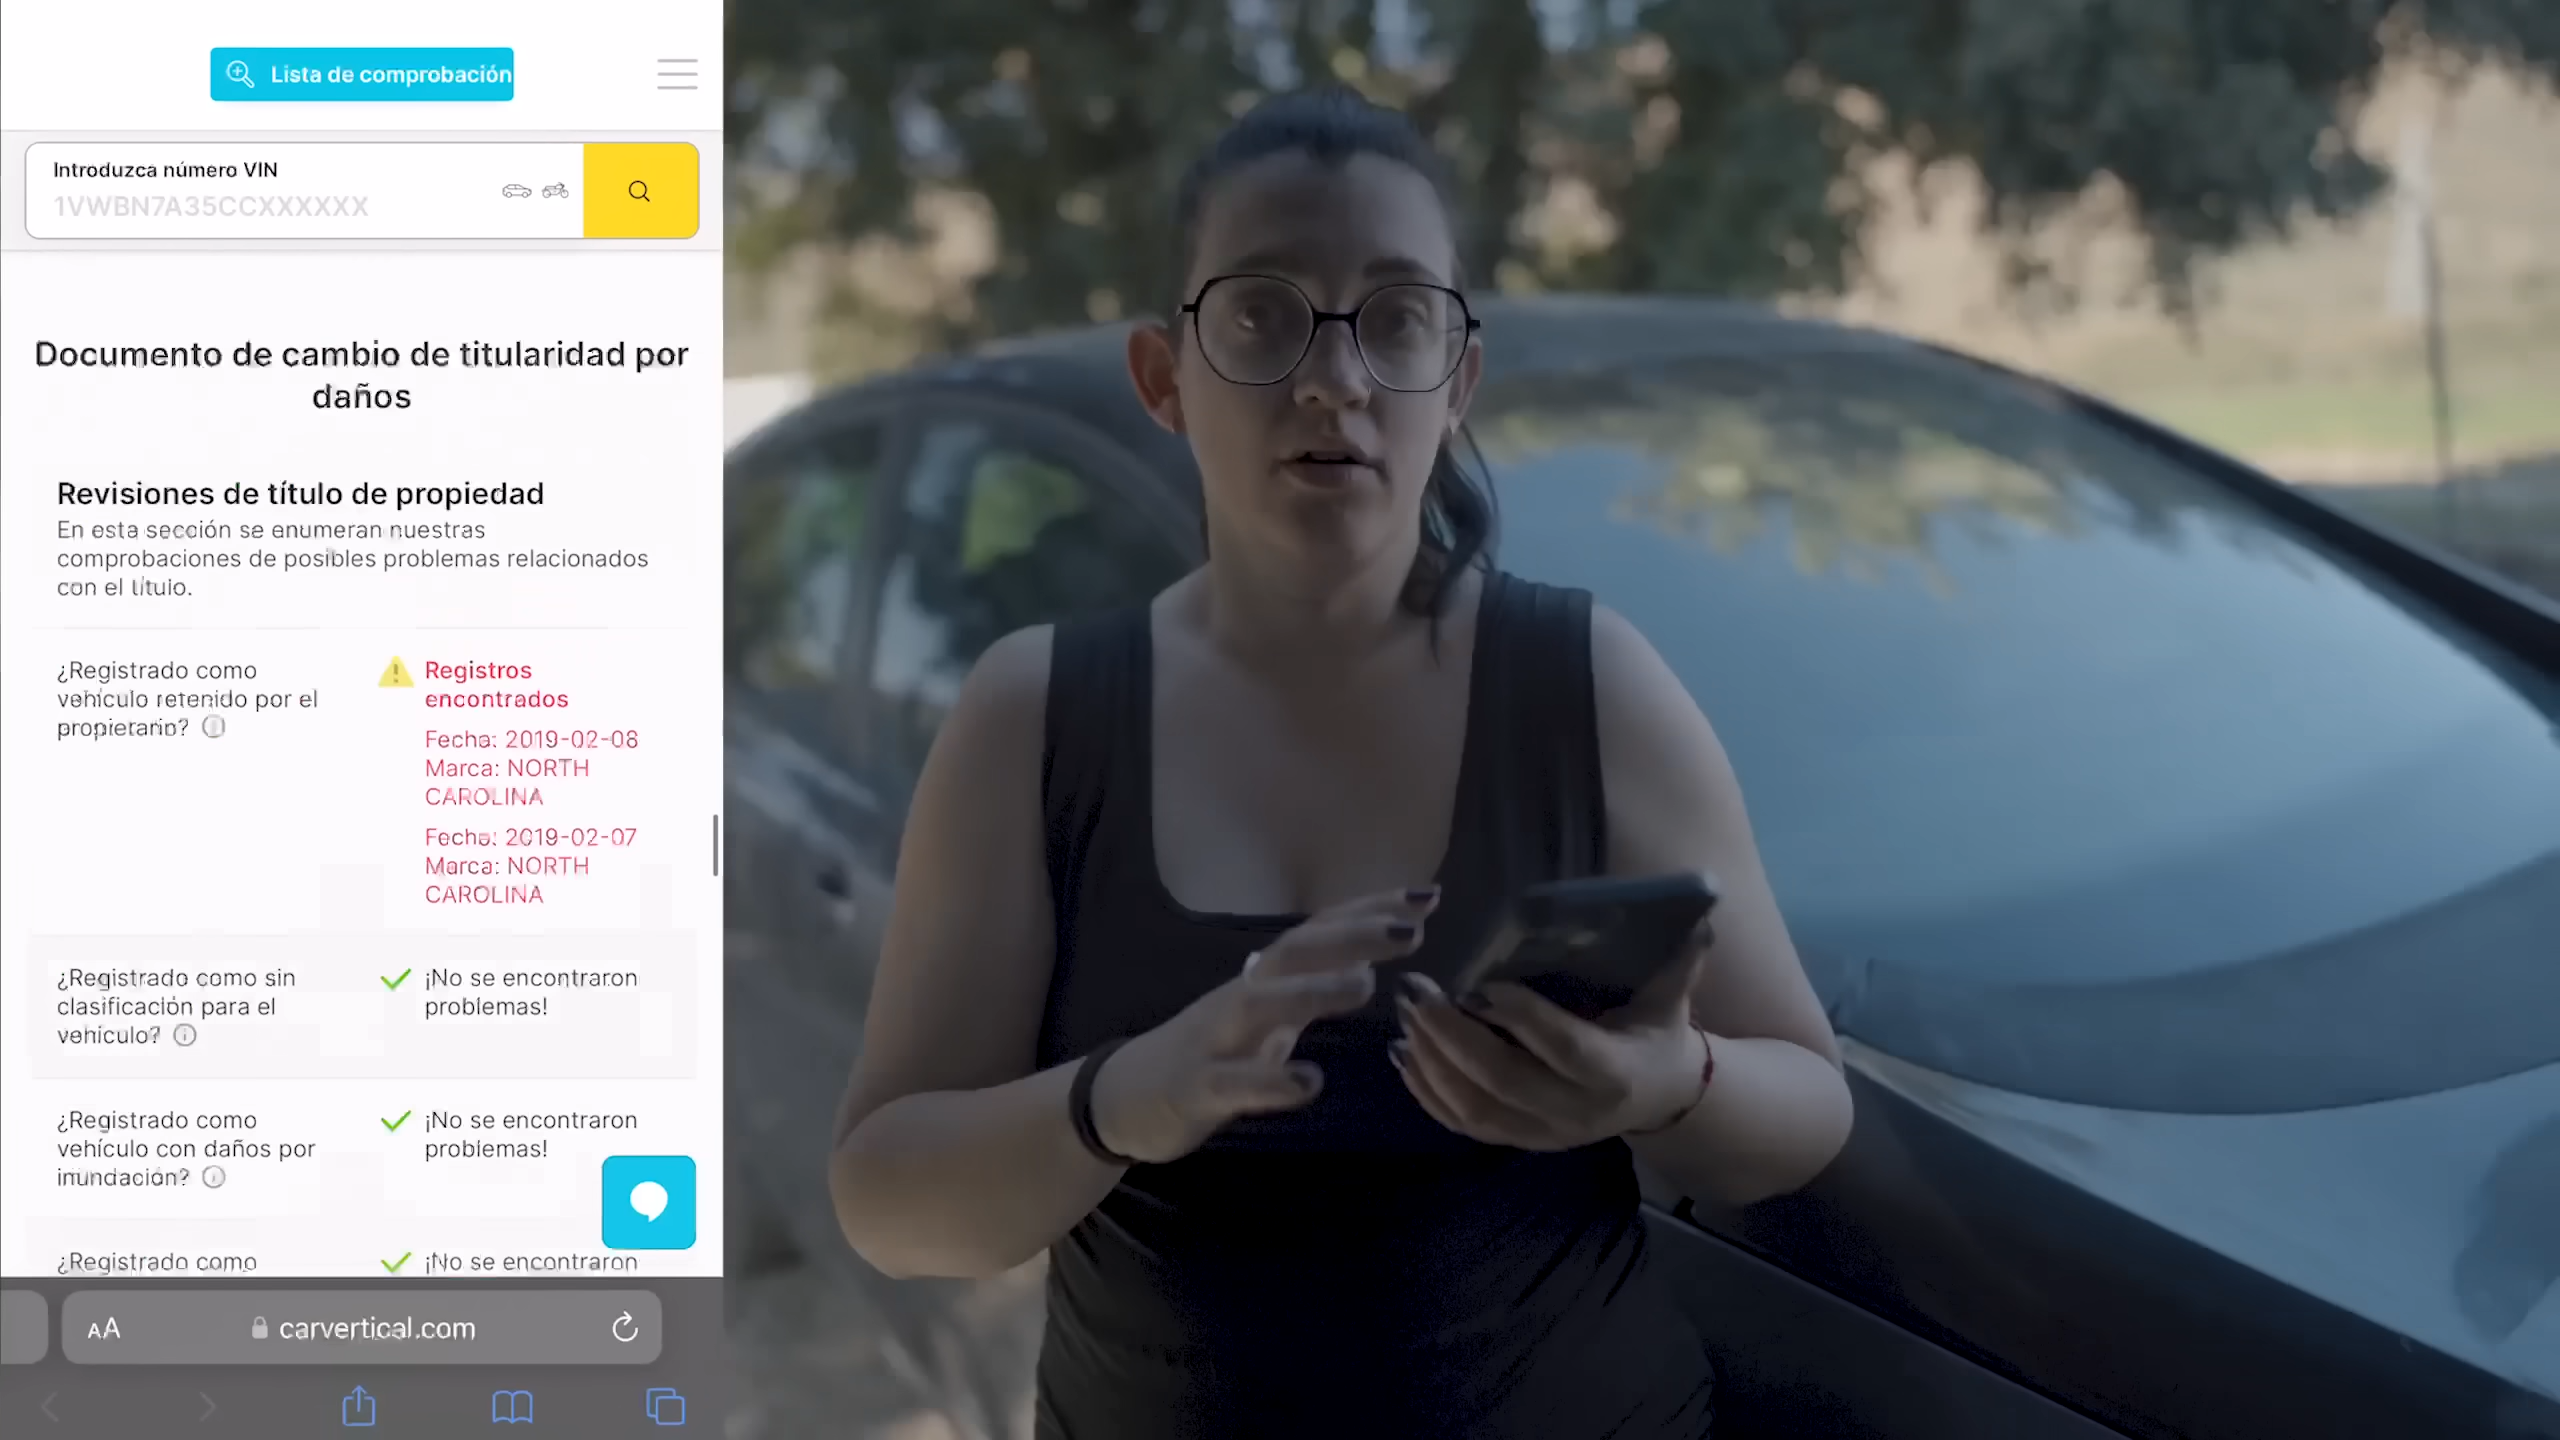 Lista de comprobación
Introduzca número VIN
1VWBN7A35CCXXXXXX
Documento de cambio de titularidad por
daños
Revisiones de título de propiedad
En esta sección se enumeran nuestras
comprobaciones de posibles problemas relacionados
con el título.
¿Registrado como
vehículo retenido por el
propietario?
Registros
encontrados
Fecha: 2019-02-08
Marca: NORTH
CAROLINA
Fecha: 2019-02-07
Marca: NORTH
CAROLINA
¿Registrado como sin
clasificación para el
vehículo?
¡No se encontraron
problemas!
¿Registrado como
vehículo con daños por
inundación?
¡No se encontraron
problemas!
¿Registrado como
¡No se encontraron
AA
carvertical.com